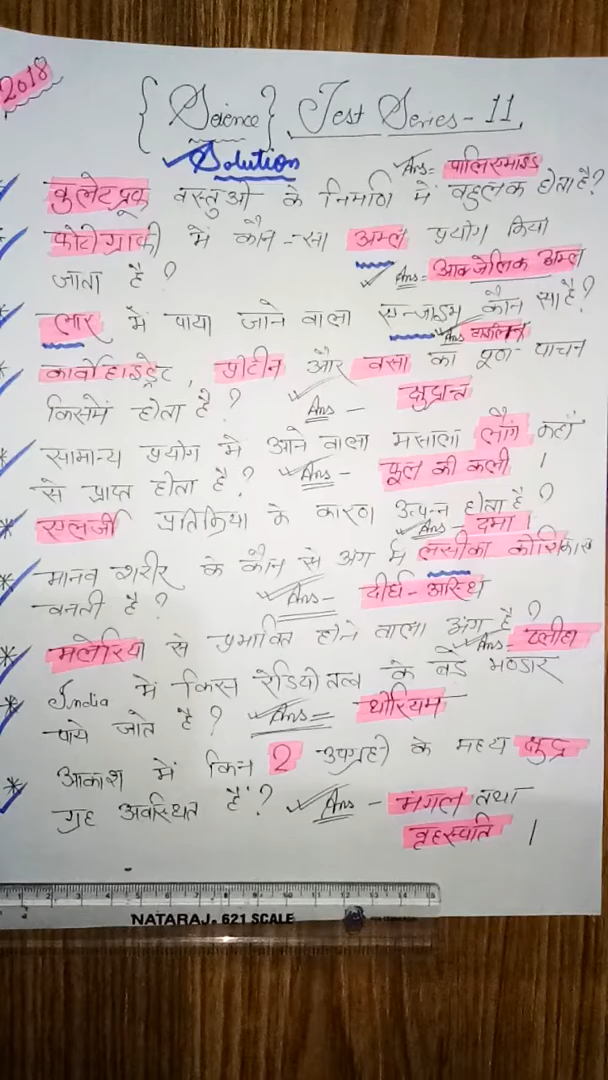 2018
{Science} Test Series-11
Solution
Ans= पालिएमाइड
बुलेटप्रूफ वस्तुओ के निर्माण में बहुलक होता है?
फोटोग्राफी में कौन-सा अम्ल प्रयोग किया
जाता है? Ans= आक्जेलिक अम्ल
लार में पाया जाने वाला एन्जाइम कौन सा है?
Ans
कार्बोहाइड्रेट, प्रोटीन और वसा का पूर्ण पाचन
किसमें होता है? Ans - क्षुद्रान्त्र
सामान्य प्रयोग में आने वाला मसाला लौंग कहाँ
से प्राप्त होता है? Ans - फूल की कली ।
एलर्जी प्रतिक्रिया के कारण उत्पन्न होता है?
Ans - दमा।
मानव शरीर के कौन से अंग में लसीका कोशिकाए
बनती है? Ans- दीर्घ-अस्थि
मलेरिया से प्रभावित होने वाला अंग है?
Ans- प्लीहा
India में किस रेडियो तत्व के बड़े भण्डार
पाये जाते है? Ans= थोरियम
आकाश में किन 2 उपग्रहों के मध्य क्षुद्र
ग्रह अवस्थित है? Ans - मंगल तथा
बृहस्पति ।
NATARAJ 621 SCALE